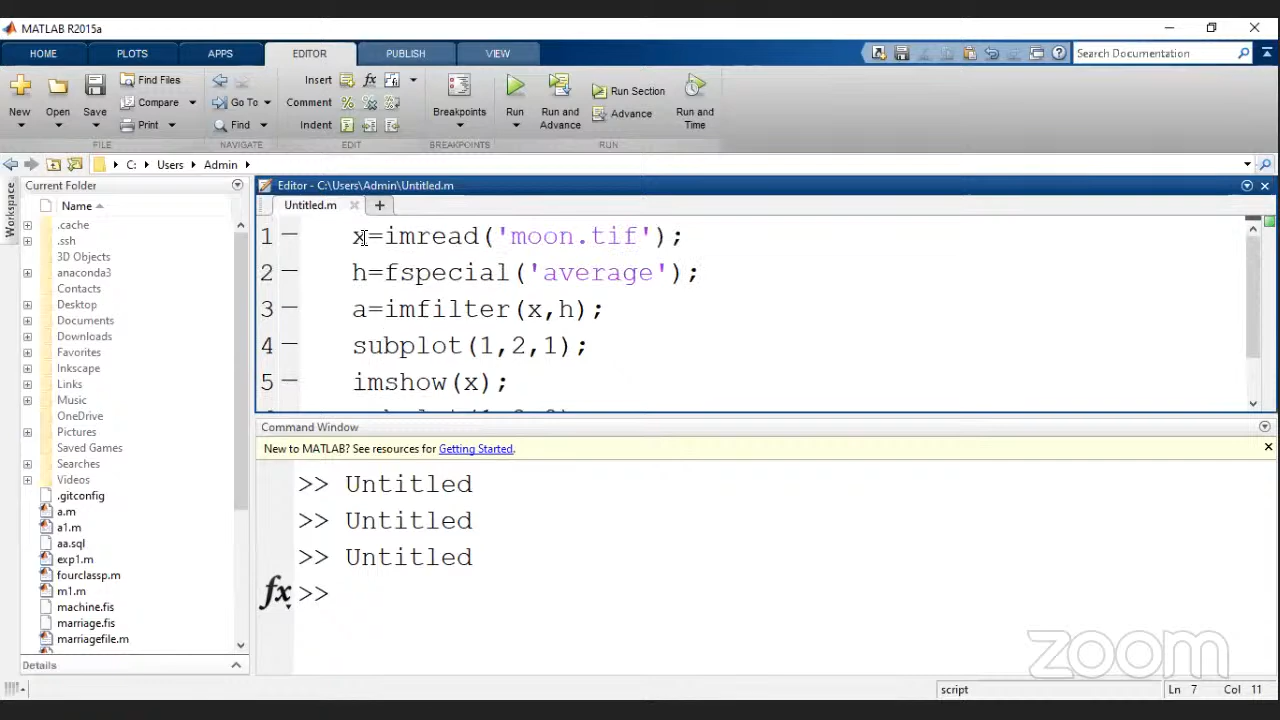 MATLAB R2015a
HOME PLOTS APPS EDITOR PUBLISH VIEW Search Documentation
Find Files Insert fx
New Open Save Compare Go To Comment Breakpoints Run Run and Advance Run Section Advance Run and Time
Print Find Indent
FILE NAVIGATE EDIT BREAKPOINTS RUN
C: Users Admin
Workspace
Current Folder
Name
.cache
.ssh
3D Objects
anaconda3
Contacts
Desktop
Documents
Downloads
Favorites
Inkscape
Links
Music
OneDrive
Pictures
Saved Games
Searches
Videos
.gitconfig
a.m
a1.m
aa.sql
exp1.m
fourclassp.m
m1.m
machine.fis
marriage.fis
marriagefile.m
Details
Editor - C:\Users\Admin\Untitled.m
Untitled.m
1 x=imread('moon.tif');
2 h=fspecial('average');
3 a=imfilter(x,h);
4 subplot(1,2,1);
5 imshow(x);
Command Window
New to MATLAB? See resources for Getting Started.
>> Untitled
>> Untitled
>> Untitled
fx >>
zoom
script Ln 7 Col 11